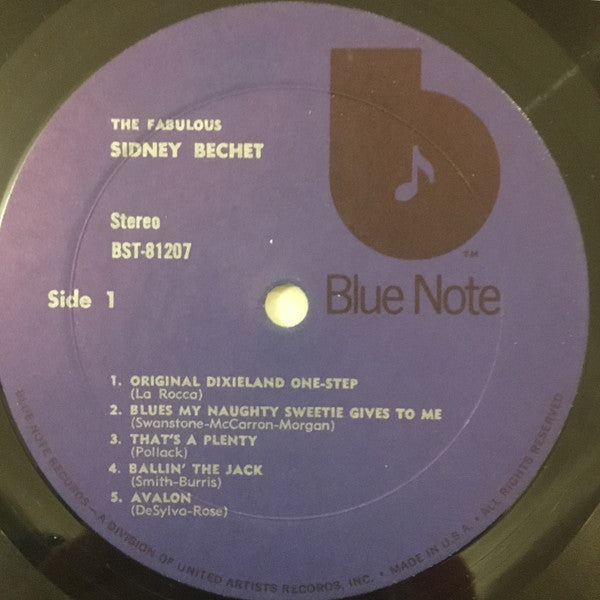 THE FABULOUS
SIDNEY BECHET
Stereo
BST-81207
Side 1
TM
Blue Note
1. ORIGINAL DIXIELAND ONE-STEP
(La Rocca)
2. BLUES MY NAUGHTY SWEETIE GIVES TO ME
(Swanstone-McCarron-Morgan)
3. THAT'S A PLENTY
(Pollack)
4. BALLIN' THE JACK
(Smith-Burris)
5. AVALON
(DeSylva-Rose)
BLUE NOTE RECORDS – A DIVISION OF UNITED ARTISTS RECORDS, INC. • MADE IN U.S.A. • ALL RIGHTS RESERVED